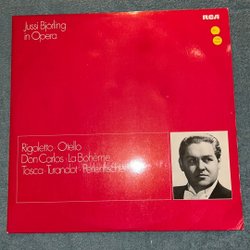 Jussi Björling
in Opera
RCA
Rigoletto · Otello
Don Carlos · La Bohème
Tosca · Turandot · Perlenfischer